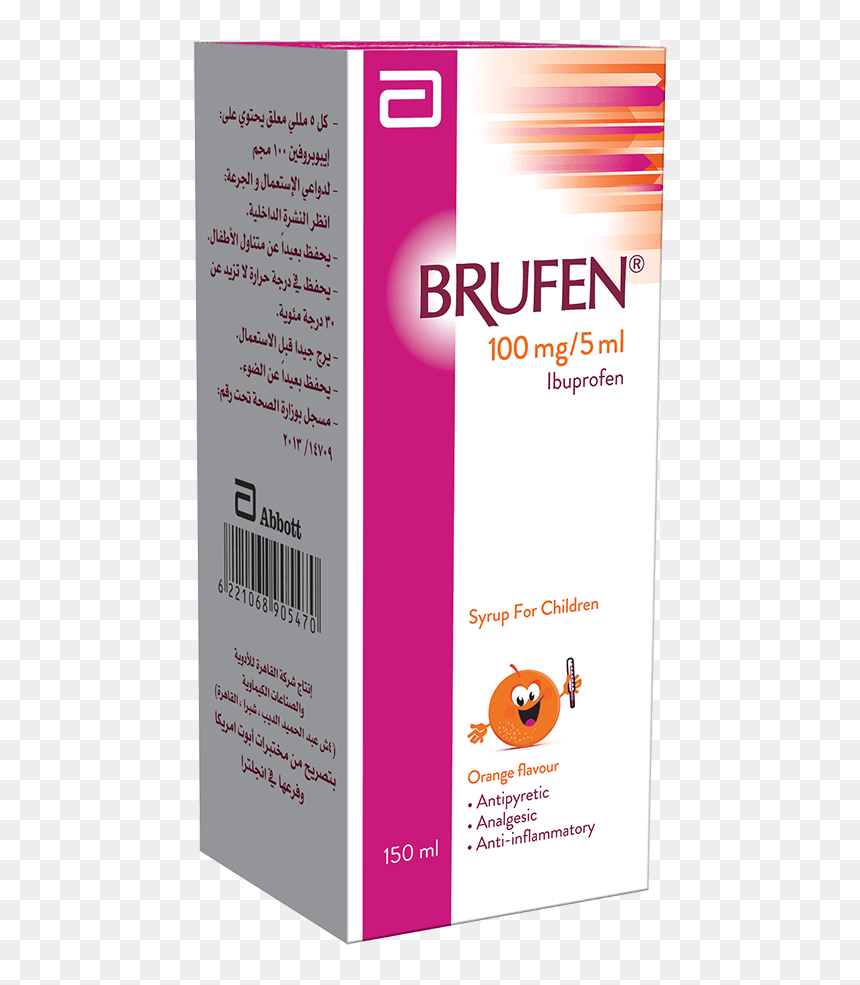 - كل ٥ مللي معلق يحتوي على:
إيبوبروفين ١٠٠ مجم
- لدواعي الإستعمال و الجرعة:
انظر النشرة الداخلية.
- يحفظ بعيداً عن متناول الأطفال.
- يحفظ في درجة حرارة لا تزيد عن
٣٠ درجة مئوية.
- يرج جيدا قبل الاستعمال.
- يحفظ بعيداً عن الضوء.
- مسجل بوزارة الصحة تحت رقم:
٢٠١٣ /١٤٧٠٩
Abbott
6 221068 905470
إنتاج شركة القاهرة للأدوية
والصناعات الكيماوية
(٤ش عبد الحميد الديب ، شبرا ، القاهرة)
بتصريح من مختبرات أبوت امريكا
وفرعها في انجلترا
BRUFEN®
100 mg/5 ml
Ibuprofen
Syrup For Children
Orange flavour
• Antipyretic
• Analgesic
• Anti-inflammatory
150 ml